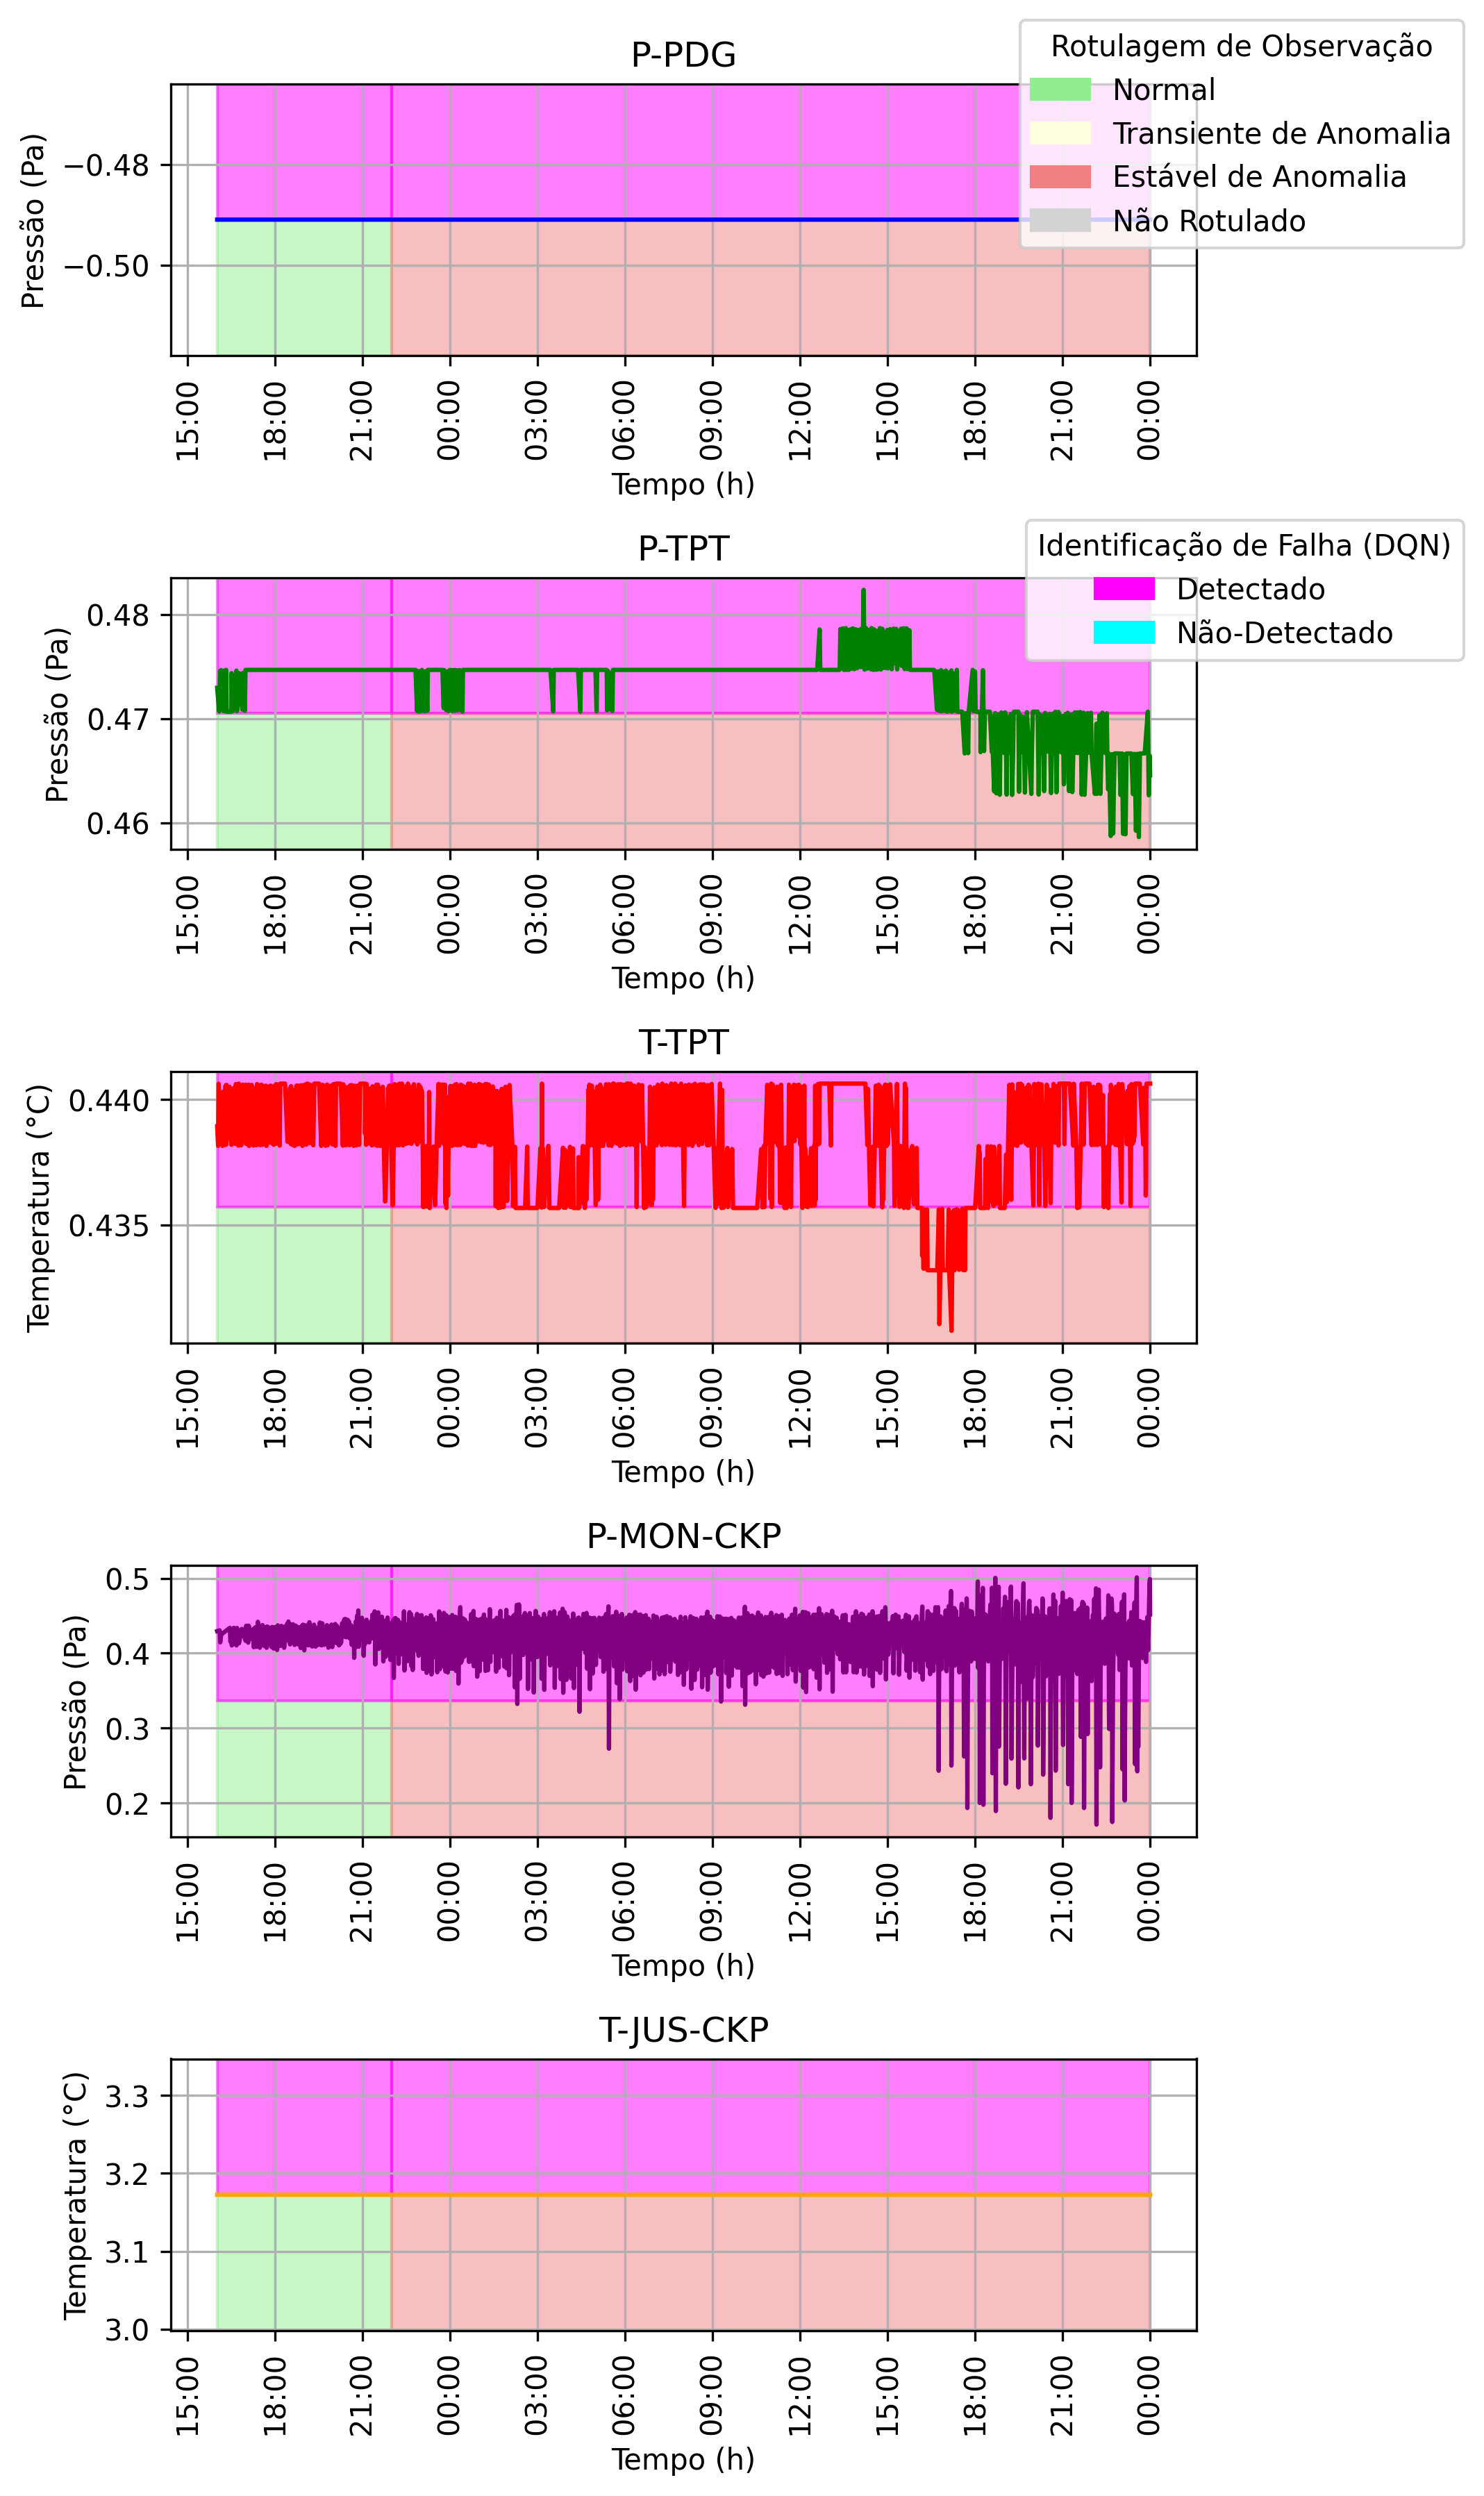 P-PDG
Rotulagem de Observação
Normal
Transiente de Anomalia
Estável de Anomalia
Não Rotulado
Pressão (Pa)
−0.48
−0.50
15:00 18:00 21:00 00:00 03:00 06:00 09:00 12:00 15:00 18:00 21:00 00:00
Tempo (h)
P-TPT
Identificação de Falha (DQN)
Detectado
Não-Detectado
Pressão (Pa)
0.48
0.47
0.46
15:00 18:00 21:00 00:00 03:00 06:00 09:00 12:00 15:00 18:00 21:00 00:00
Tempo (h)
T-TPT
Temperatura (°C)
0.440
0.435
15:00 18:00 21:00 00:00 03:00 06:00 09:00 12:00 15:00 18:00 21:00 00:00
Tempo (h)
P-MON-CKP
Pressão (Pa)
0.5
0.4
0.3
0.2
15:00 18:00 21:00 00:00 03:00 06:00 09:00 12:00 15:00 18:00 21:00 00:00
Tempo (h)
T-JUS-CKP
Temperatura (°C)
3.3
3.2
3.1
3.0
15:00 18:00 21:00 00:00 03:00 06:00 09:00 12:00 15:00 18:00 21:00 00:00
Tempo (h)